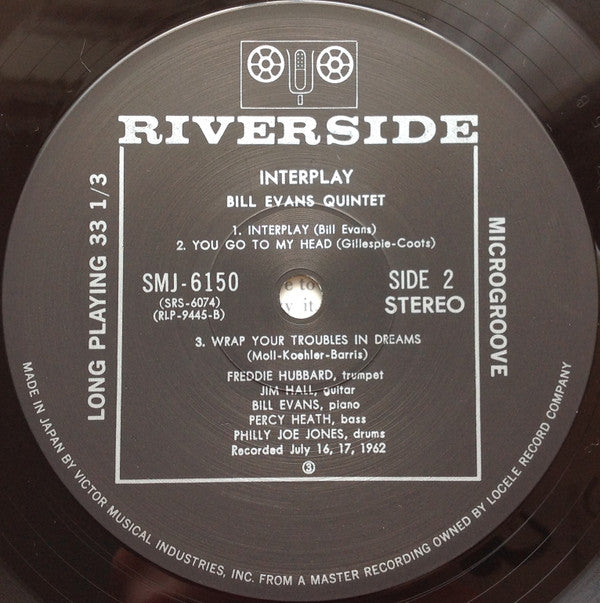 RIVERSIDE
INTERPLAY
BILL EVANS QUINTET
1. INTERPLAY (Bill Evans)
2. YOU GO TO MY HEAD (Gillespie-Coots)
SMJ-6150
(SRS-6074)
(RLP-9445-B)
SIDE 2
STEREO
3. WRAP YOUR TROUBLES IN DREAMS
(Moll-Koehler-Barris)
FREDDIE HUBBARD, trumpet
JIM HALL, guitar
BILL EVANS, piano
PERCY HEATH, bass
PHILLY JOE JONES, drums
Recorded July 16, 17, 1962
③
LONG PLAYING 33 1/3
MICROGROOVE
MADE IN JAPAN BY VICTOR MUSICAL INDUSTRIES, INC. FROM A MASTER RECORDING OWNED BY LOCELE RECORD COMPANY